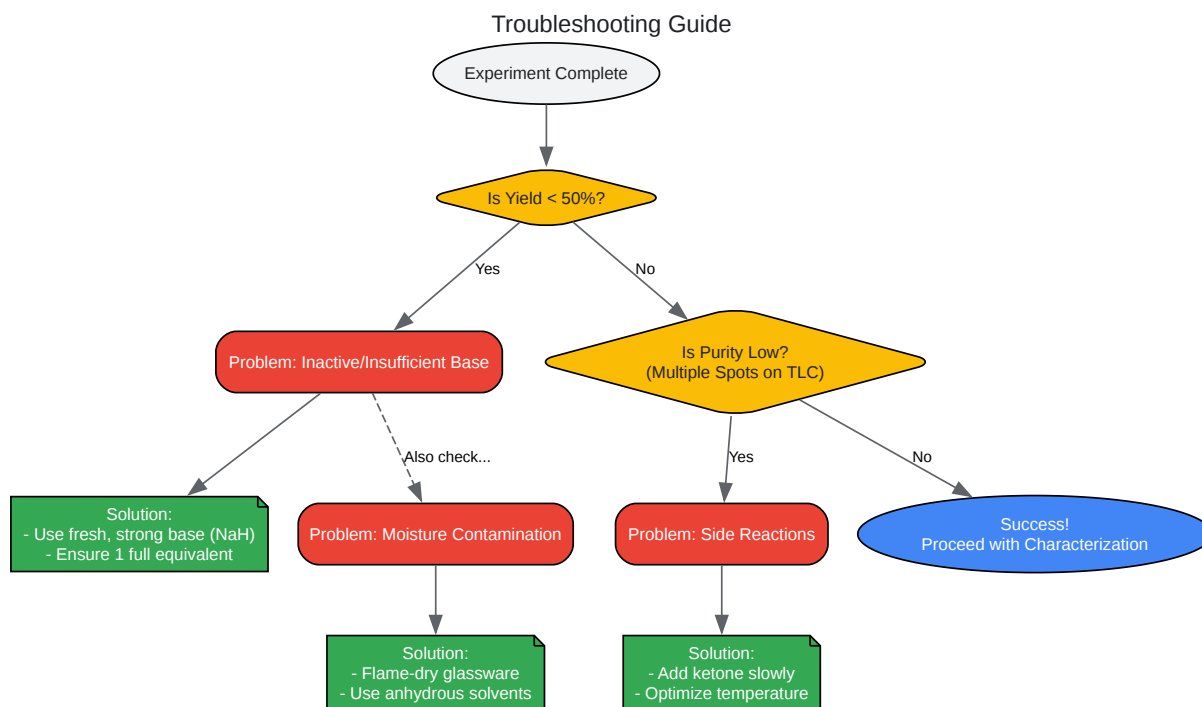 Troubleshooting Guide
Experiment Complete
Is Yield < 50%?
Yes
No
Problem: Inactive/Insufficient Base
Is Purity Low?
(Multiple Spots on TLC)
Also check...
Yes
No
Solution:
- Use fresh, strong base (NaH)
- Ensure 1 full equivalent
Problem: Moisture Contamination
Problem: Side Reactions
Success!
Proceed with Characterization
Solution:
- Flame-dry glassware
- Use anhydrous solvents
Solution:
- Add ketone slowly
- Optimize temperature